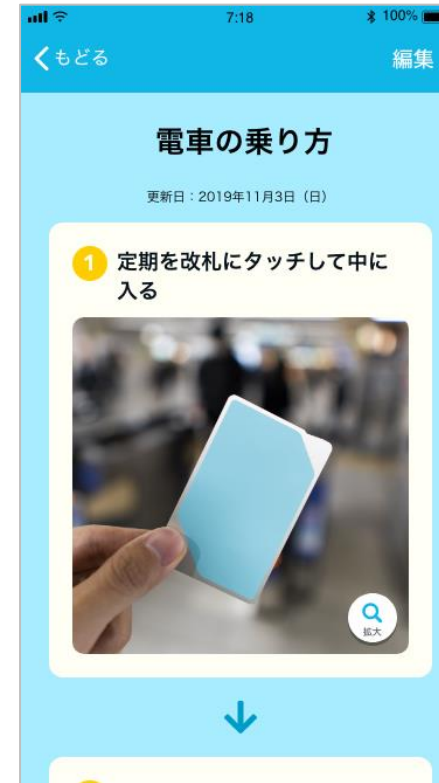 7:18
100%
もどる
編集
電車の乗り方
更新日：2019年11月3日（日）
1 定期を改札にタッチして中に
入る
拡大